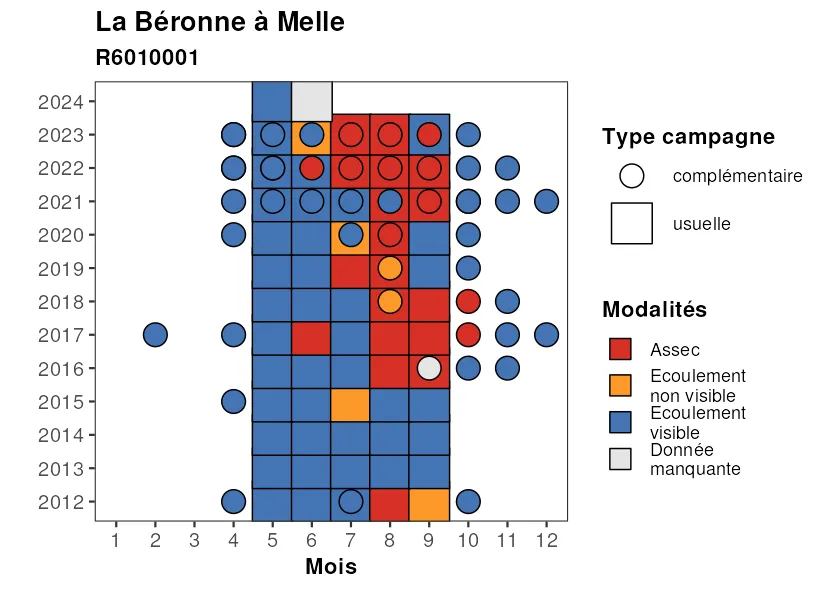 La Béronne à Melle
R6010001
2024
2023
2022
2021
2020
2019
2018
2017
2016
2015
2014
2013
2012
1 2 3 4 5 6 7 8 9 10 11 12
Mois
Type campagne
complémentaire
usuelle
Modalités
Assec
Ecoulement
non visible
Ecoulement
visible
Donnée
manquante